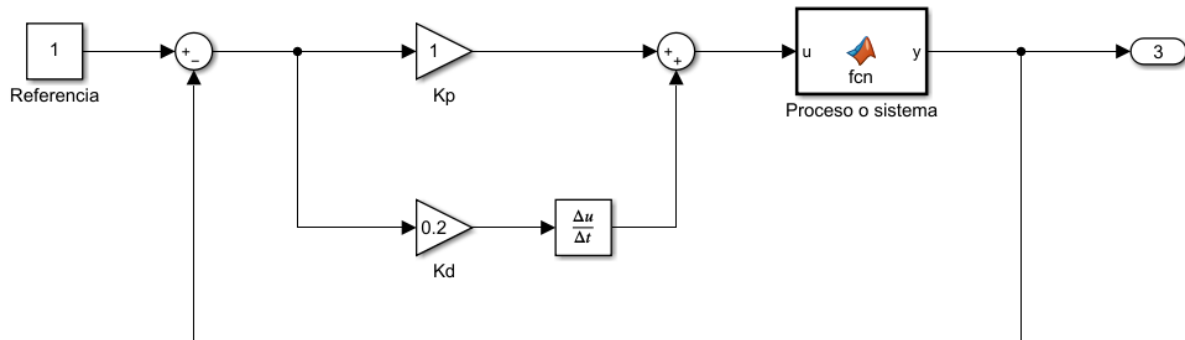 1
Referencia
+
−
1
Kp
+
+
u
y
fcn
Proceso o sistema
3
0.2
Kd
Δu
Δt